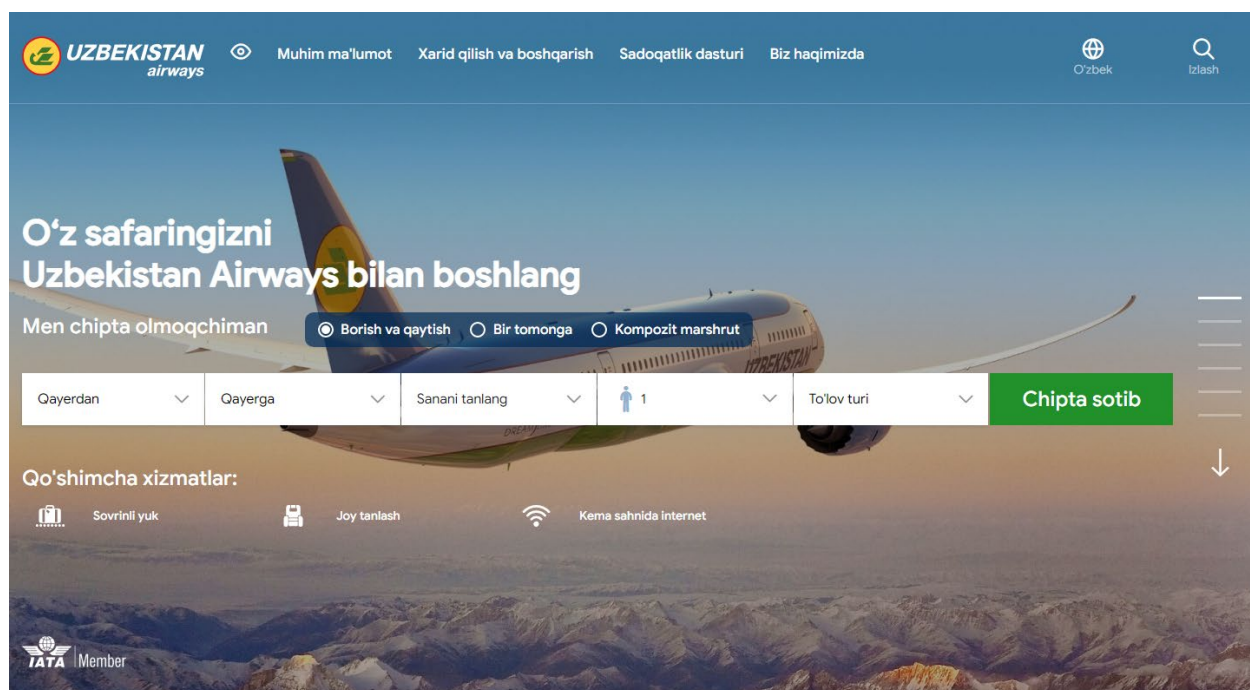 UZBEKISTAN
airways
Muhim ma'lumot
Xarid qilish va boshqarish
Sadoqatlik dasturi
Biz haqimizda
O'zbek
Izlash
O‘z safaringizni
Uzbekistan Airways bilan boshlang
Men chipta olmoqchiman
Borish va qaytish
Bir tomonga
Kompozit marshrut
UZBEKISTAN
Qayerdan
Qayerga
Sanani tanlang
1
To'lov turi
Chipta sotib
Qo'shimcha xizmatlar:
Sovrinli yuk
Joy tanlash
Kema sahnida internet
IATA Member